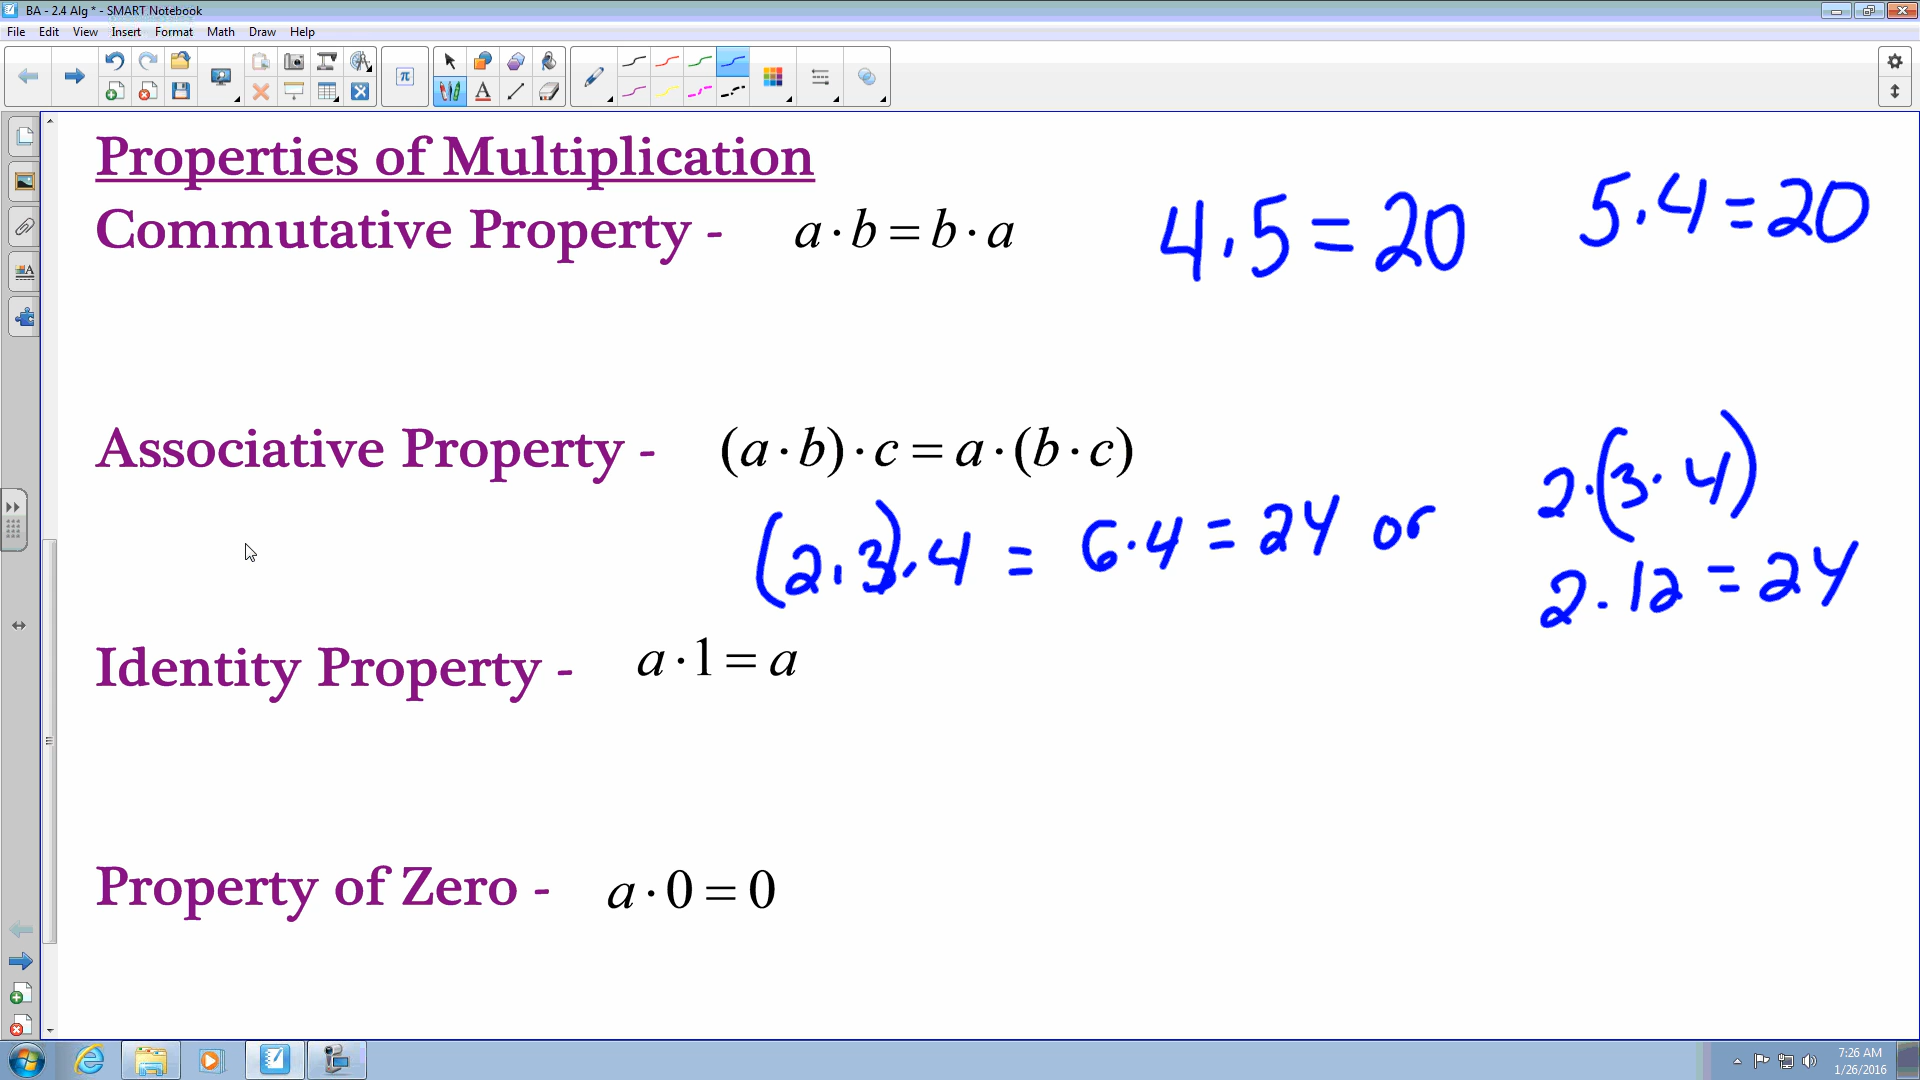 BA - 2.4 Alg * - SMART Notebook
File Edit View Insert Format Math Draw Help
Properties of Multiplication
Commutative Property - a · b = b · a 4 · 5 = 20 5 · 4 = 20
Associative Property - (a · b) · c = a · (b · c) 2 · (3 · 4)
(2 · 3) · 4 = 6 · 4 = 24 or 2 · 12 = 24
Identity Property - a · 1 = a
Property of Zero - a · 0 = 0
7:26 AM
1/26/2016